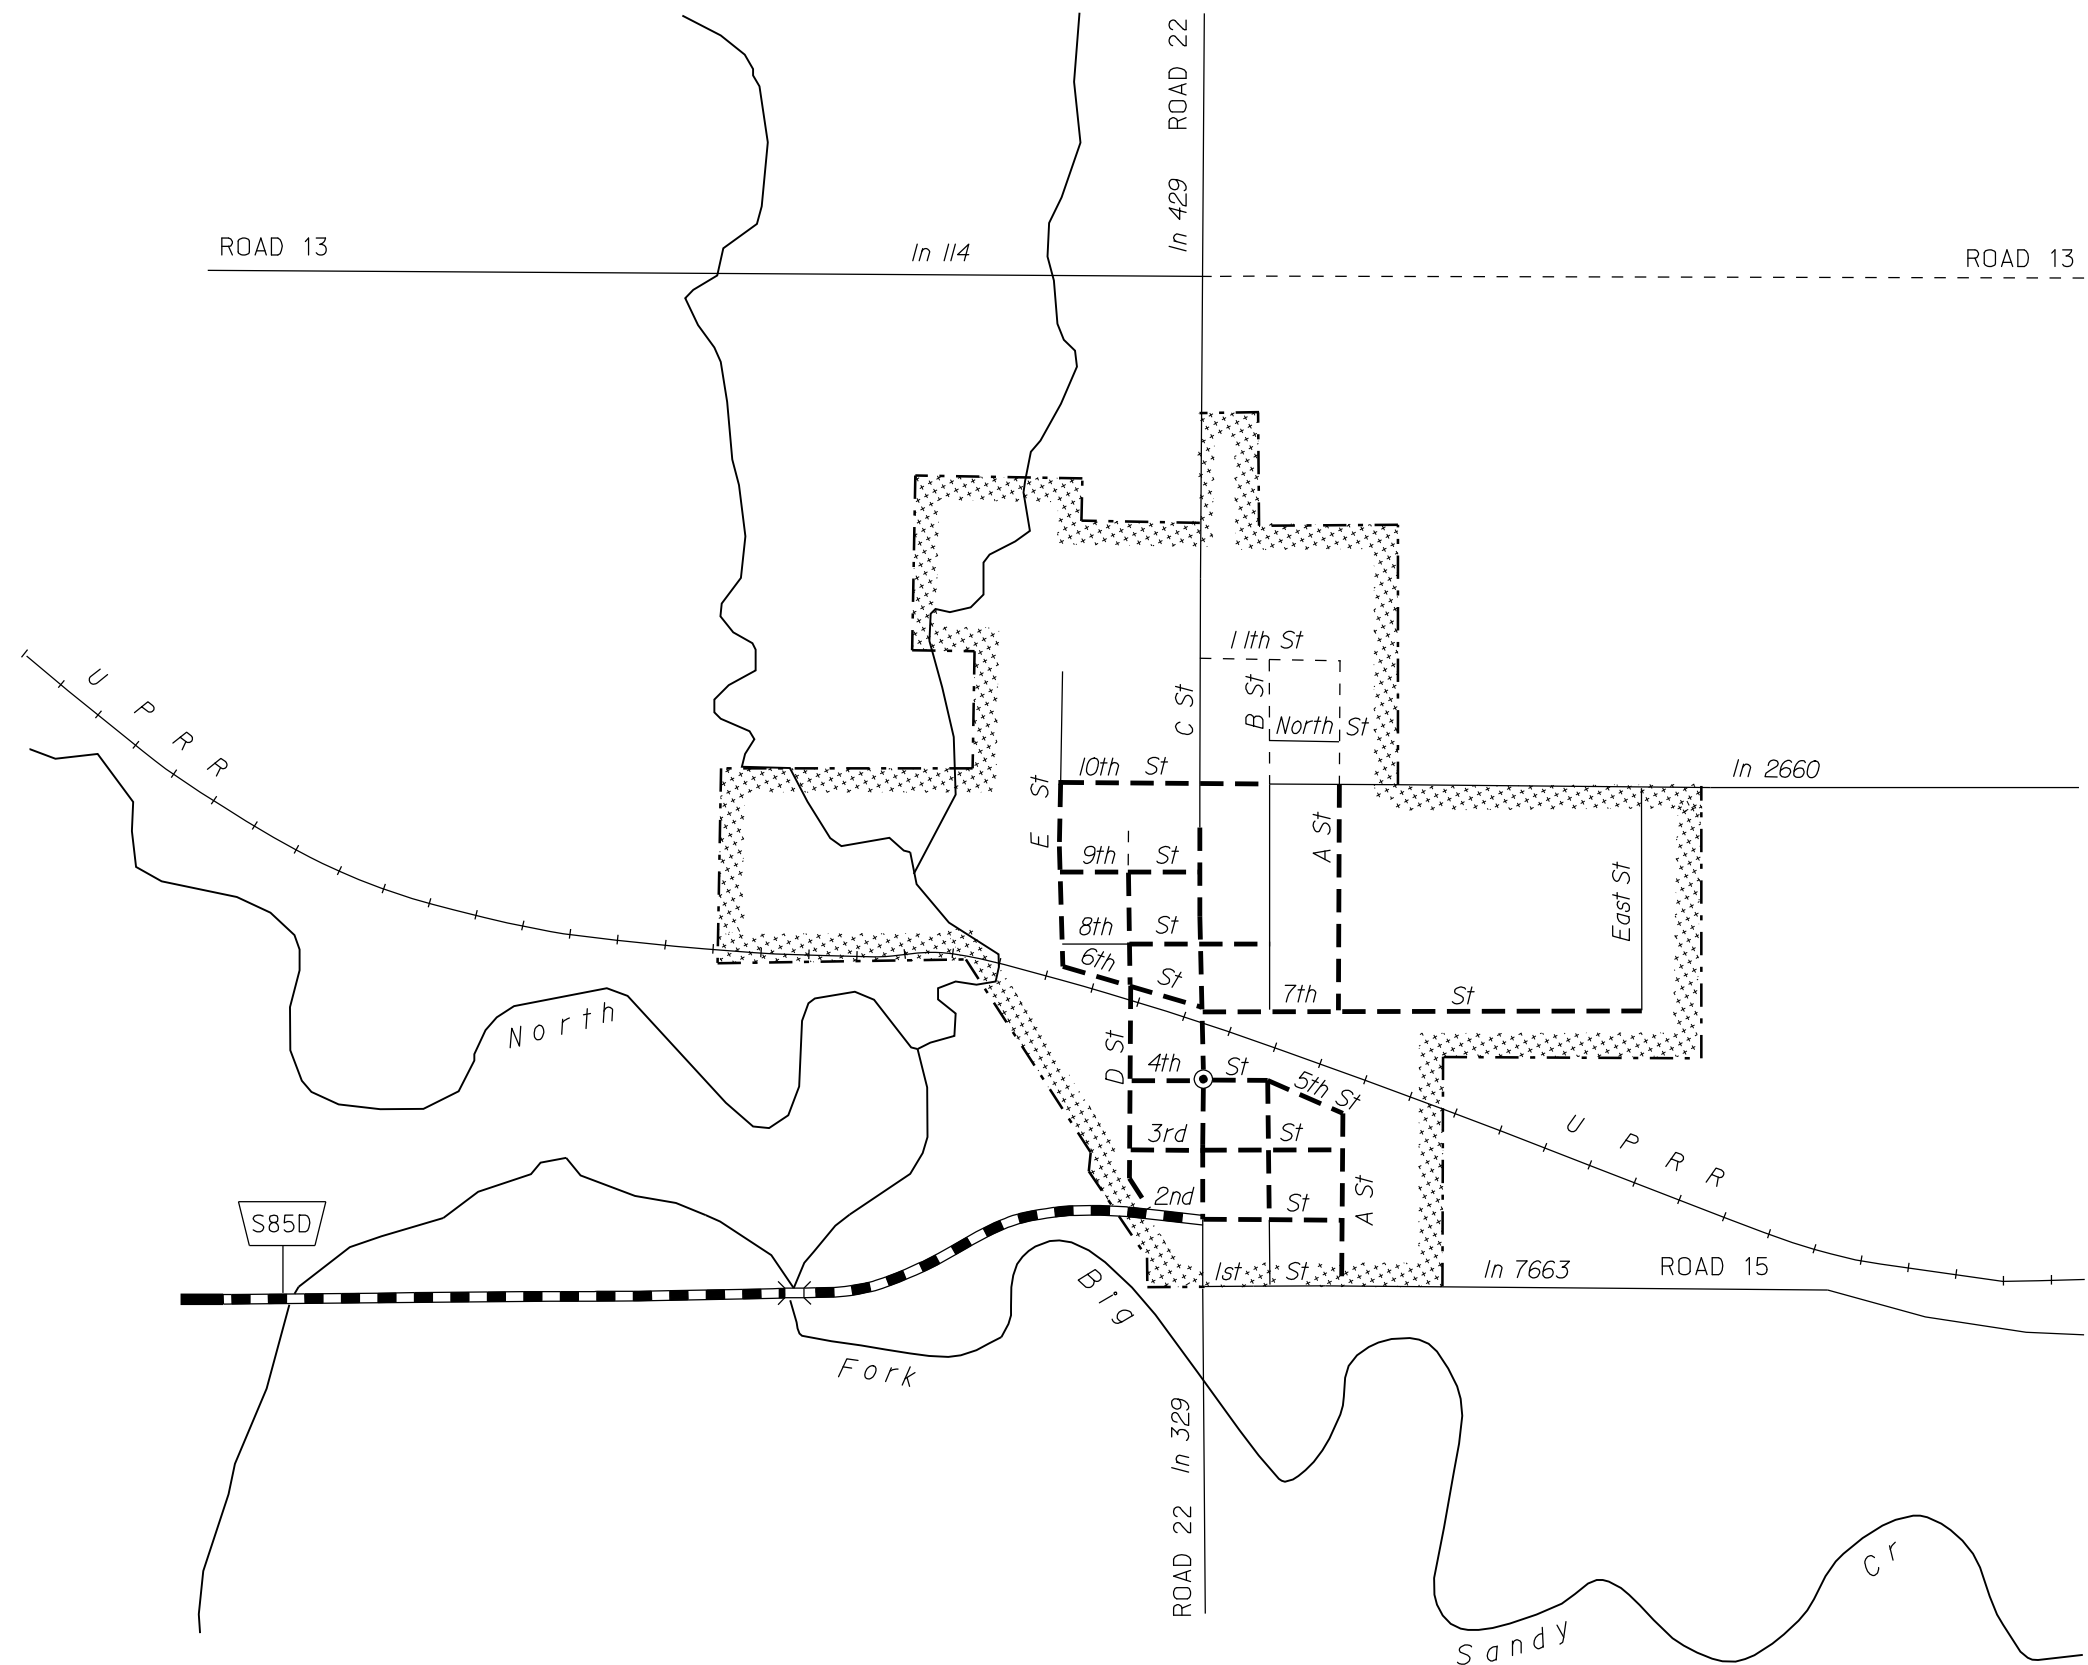 ROAD 22
In 429
ROAD 13
In 114
ROAD 13
11th St
C St
B St
North St
U P R R
10th St
In 2660
E St
A St
9th St
East St
8th St
6th St
7th St
North
D St
4th St
5th St
U P R R
3rd St
2nd St
A St
S85D
1st St
In 7663
ROAD 15
Big
Fork
In 329
ROAD 22
Cr
Sandy